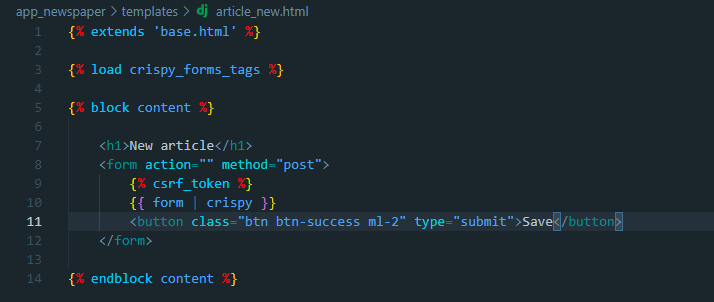 app_newspaper > templates > dj article_new.html
1 {% extends 'base.html' %}
2
3 {% load crispy_forms_tags %}
4
5 {% block content %}
6
7 <h1>New article</h1>
8 <form action="" method="post">
9 {% csrf_token %}
10 {{ form | crispy }}
11 <button class="btn btn-success ml-2" type="submit">Save</button>
12 </form>
13
14 {% endblock content %}